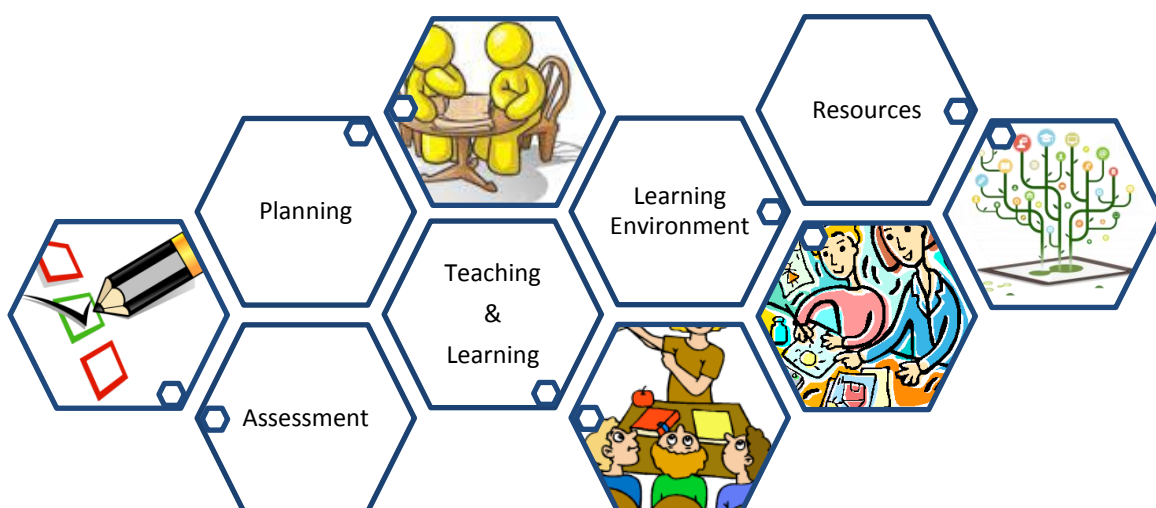 Resources
Planning
Learning
Environment
Teaching
&
Learning
Assessment